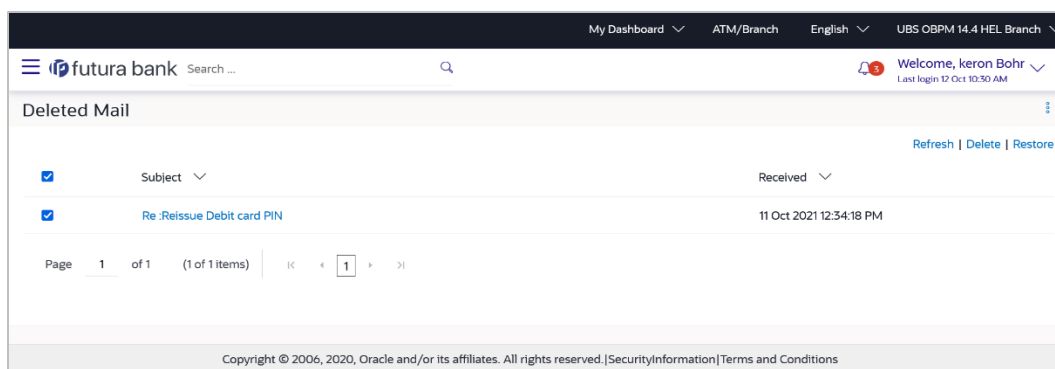 My Dashboard ATM/Branch English UBS OBPM 14.4 HEL Branch
futura bank Search ... 3 Welcome, keron Bohr
Last login 12 Oct 10:30 AM
Deleted Mail
Refresh | Delete | Restore
Subject Received
Re :Reissue Debit card PIN 11 Oct 2021 12:34:18 PM
Page 1 of 1 (1 of 1 items) 1
Copyright © 2006, 2020, Oracle and/or its affiliates. All rights reserved.|SecurityInformation|Terms and Conditions